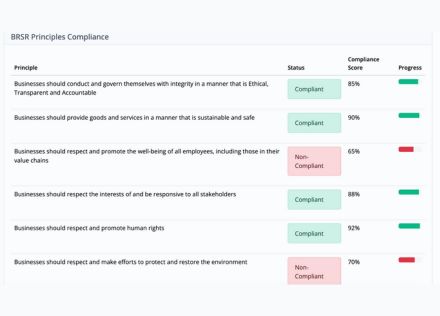 BRSR Principles Compliance
Principle Status Compliance Score Progress
Businesses should conduct and govern themselves with integrity in a manner that is Ethical,
Transparent and Accountable
Compliant
85%
Businesses should provide goods and services in a manner that is sustainable and safe
Compliant
90%
Businesses should respect and promote the well-being of all employees, including those in their
value chains
Non-
Compliant
65%
Businesses should respect the interests of and be responsive to all stakeholders
Compliant
88%
Businesses should respect and promote human rights
Compliant
92%
Businesses should respect and make efforts to protect and restore the environment
Non-
Compliant
70%